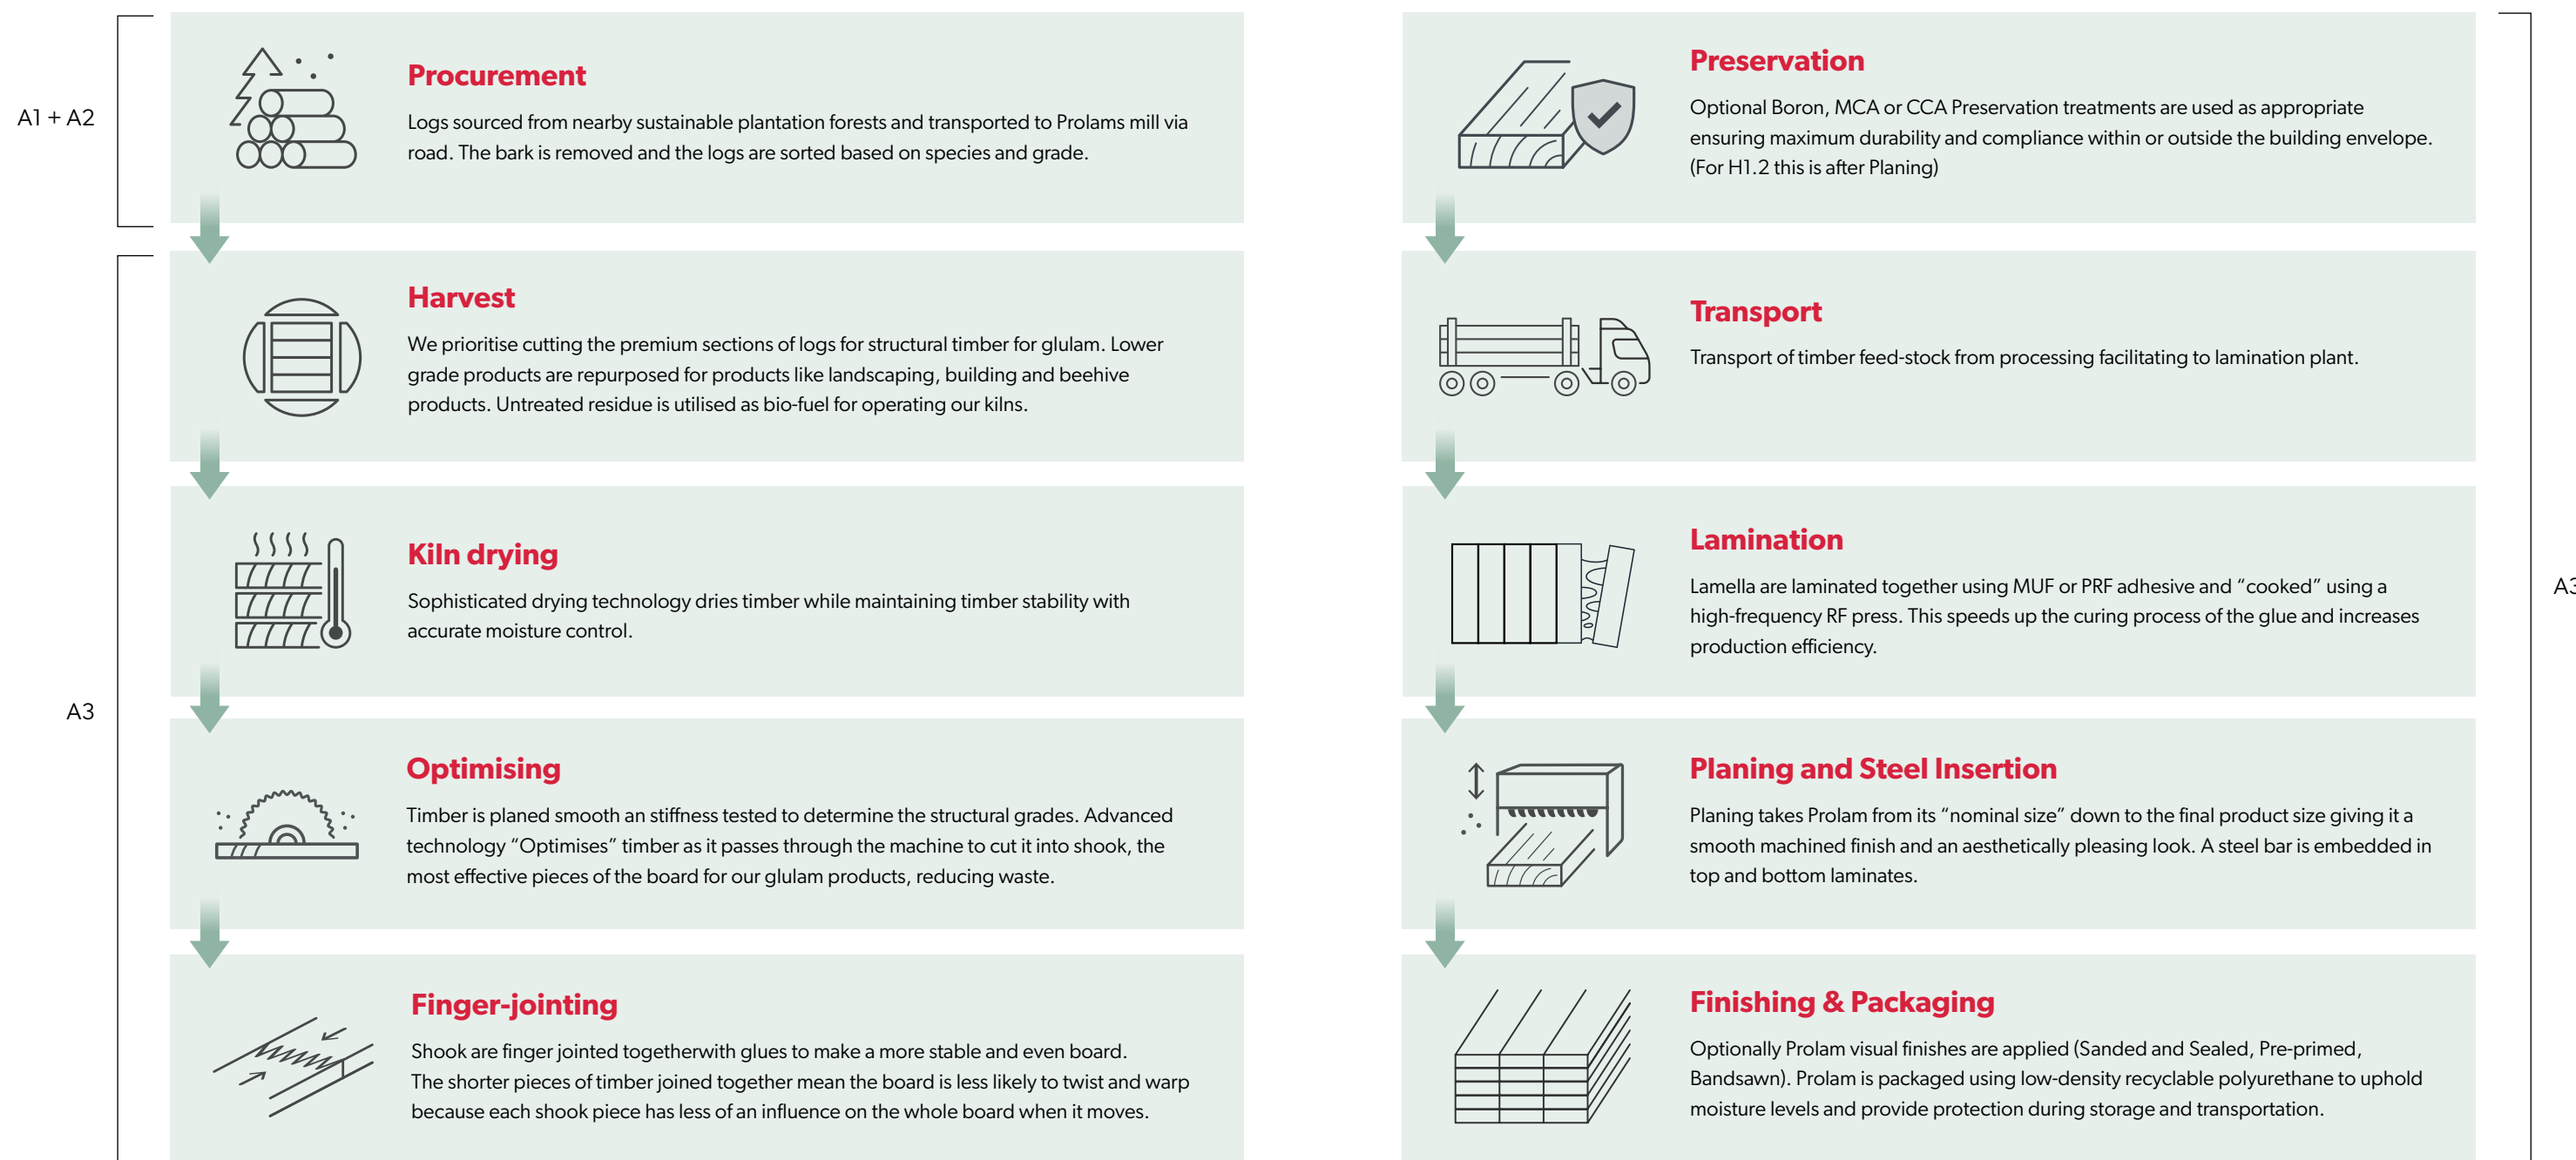 A1 + A2
Procurement
Logs sourced from nearby sustainable plantation forests and transported to Prolams mill via
road. The bark is removed and the logs are sorted based on species and grade.
A3
Harvest
We prioritise cutting the premium sections of logs for structural timber for glulam. Lower
grade products are repurposed for products like landscaping, building and beehive
products. Untreated residue is utilised as bio-fuel for operating our kilns.
Kiln drying
Sophisticated drying technology dries timber while maintaining timber stability with
accurate moisture control.
Optimising
Timber is planed smooth an stiffness tested to determine the structural grades. Advanced
technology “Optimises” timber as it passes through the machine to cut it into shook, the
most effective pieces of the board for our glulam products, reducing waste.
Finger-jointing
Shook are finger jointed togetherwith glues to make a more stable and even board.
The shorter pieces of timber joined together mean the board is less likely to twist and warp
because each shook piece has less of an influence on the whole board when it moves.
Preservation
Optional Boron, MCA or CCA Preservation treatments are used as appropriate
ensuring maximum durability and compliance within or outside the building envelope.
(For H1.2 this is after Planing)
Transport
Transport of timber feed-stock from processing facilitating to lamination plant.
Lamination
Lamella are laminated together using MUF or PRF adhesive and “cooked” using a
high-frequency RF press. This speeds up the curing process of the glue and increases
production efficiency.
A3
Planing and Steel Insertion
Planing takes Prolam from its “nominal size” down to the final product size giving it a
smooth machined finish and an aesthetically pleasing look. A steel bar is embedded in
top and bottom laminates.
Finishing & Packaging
Optionally Prolam visual finishes are applied (Sanded and Sealed, Pre-primed,
Bandsawn). Prolam is packaged using low-density recyclable polyurethane to uphold
moisture levels and provide protection during storage and transportation.